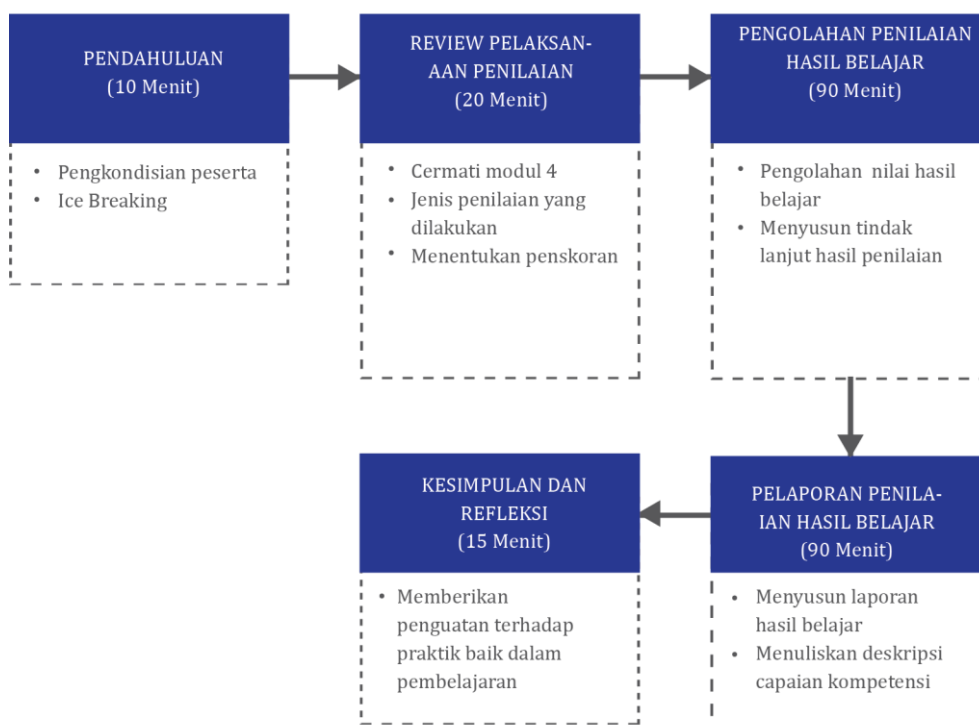 PENDAHULUAN
(10 Menit)
• Pengkondisian peserta
• Ice Breaking
REVIEW PELAKSAN-
AAN PENILAIAN
(20 Menit)
• Cermati modul 4
• Jenis penilaian yang
dilakukan
• Menentukan penskoran
PENGOLAHAN PENILAIAN
HASIL BELAJAR
(90 Menit)
• Pengolahan nilai hasil
belajar
• Menyusun tindak
lanjut hasil penilaian
PELAPORAN PENILA-
IAN HASIL BELAJAR
(90 Menit)
• Menyusun laporan
hasil belajar
• Menuliskan deskripsi
capaian kompetensi
KESIMPULAN DAN
REFLEKSI
(15 Menit)
• Memberikan
penguatan terhadap
praktik baik dalam
pembelajaran